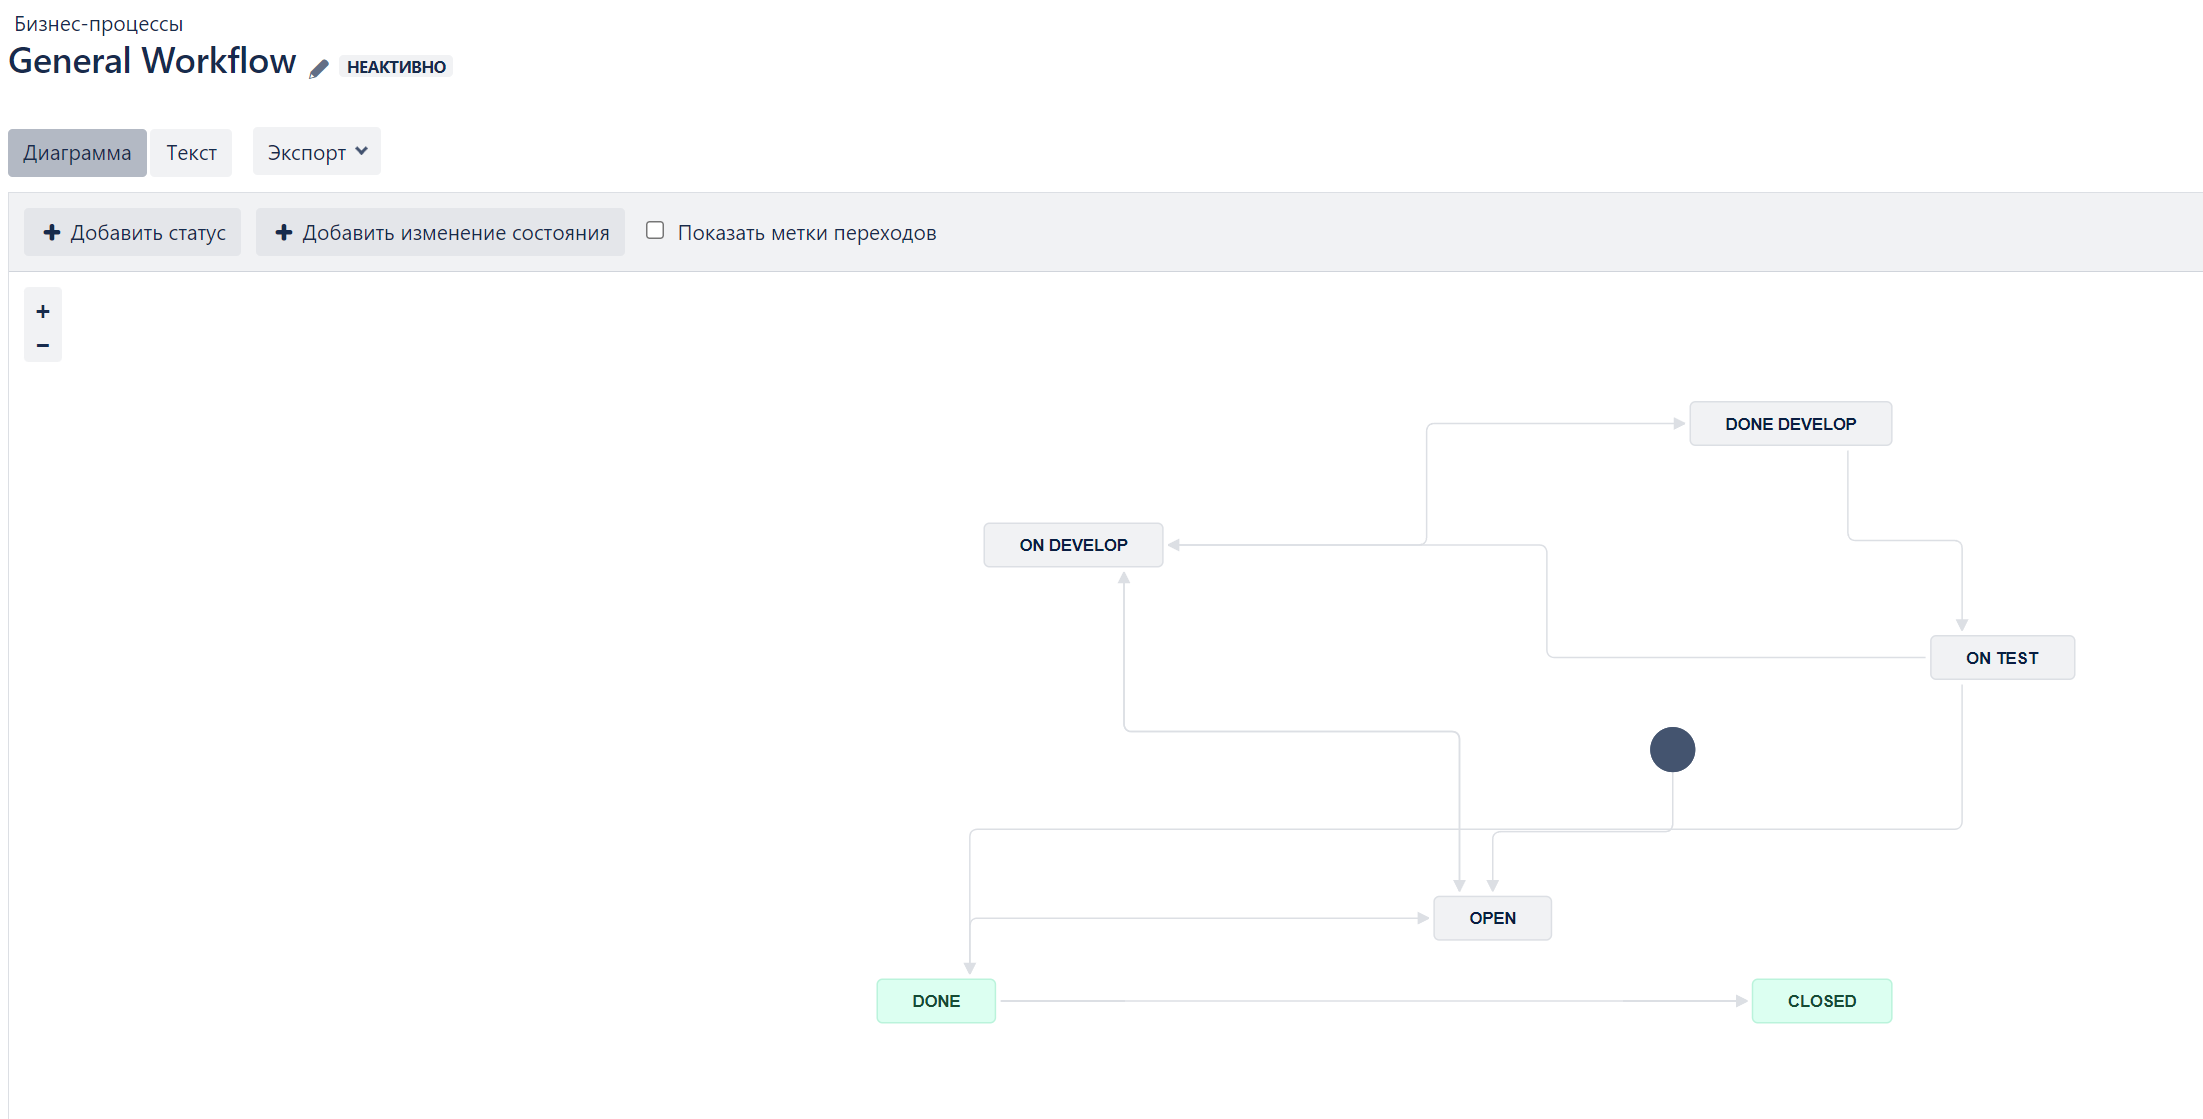 Бизнес-процессы
General Workflow НЕАКТИВНО
Диаграмма Текст Экспорт
+ Добавить статус + Добавить изменение состояния Показать метки переходов
+
−
DONE DEVELOP
ON DEVELOP
ON TEST
OPEN
DONE CLOSED